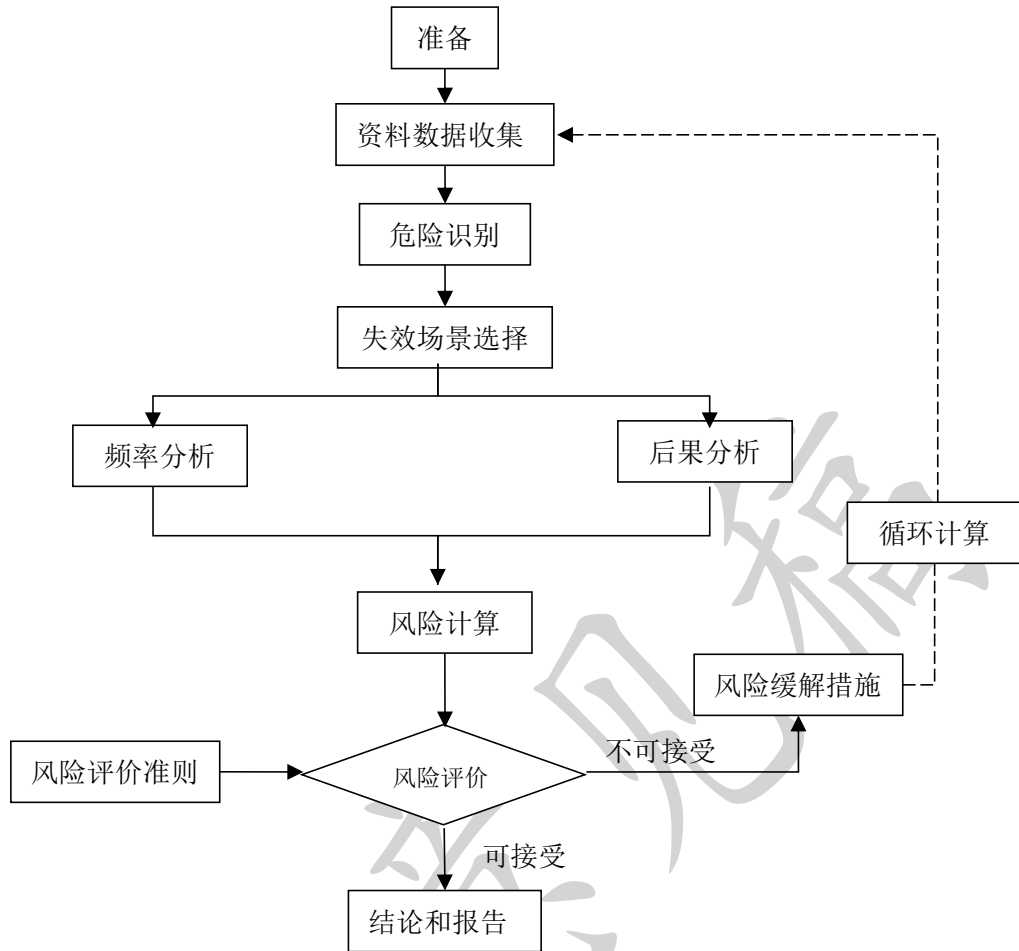 准备
资料数据收集
危险识别
失效场景选择
频率分析
后果分析
循环计算
风险计算
风险缓解措施
不可接受
风险评价准则
风险评价
可接受
结论和报告
见稿